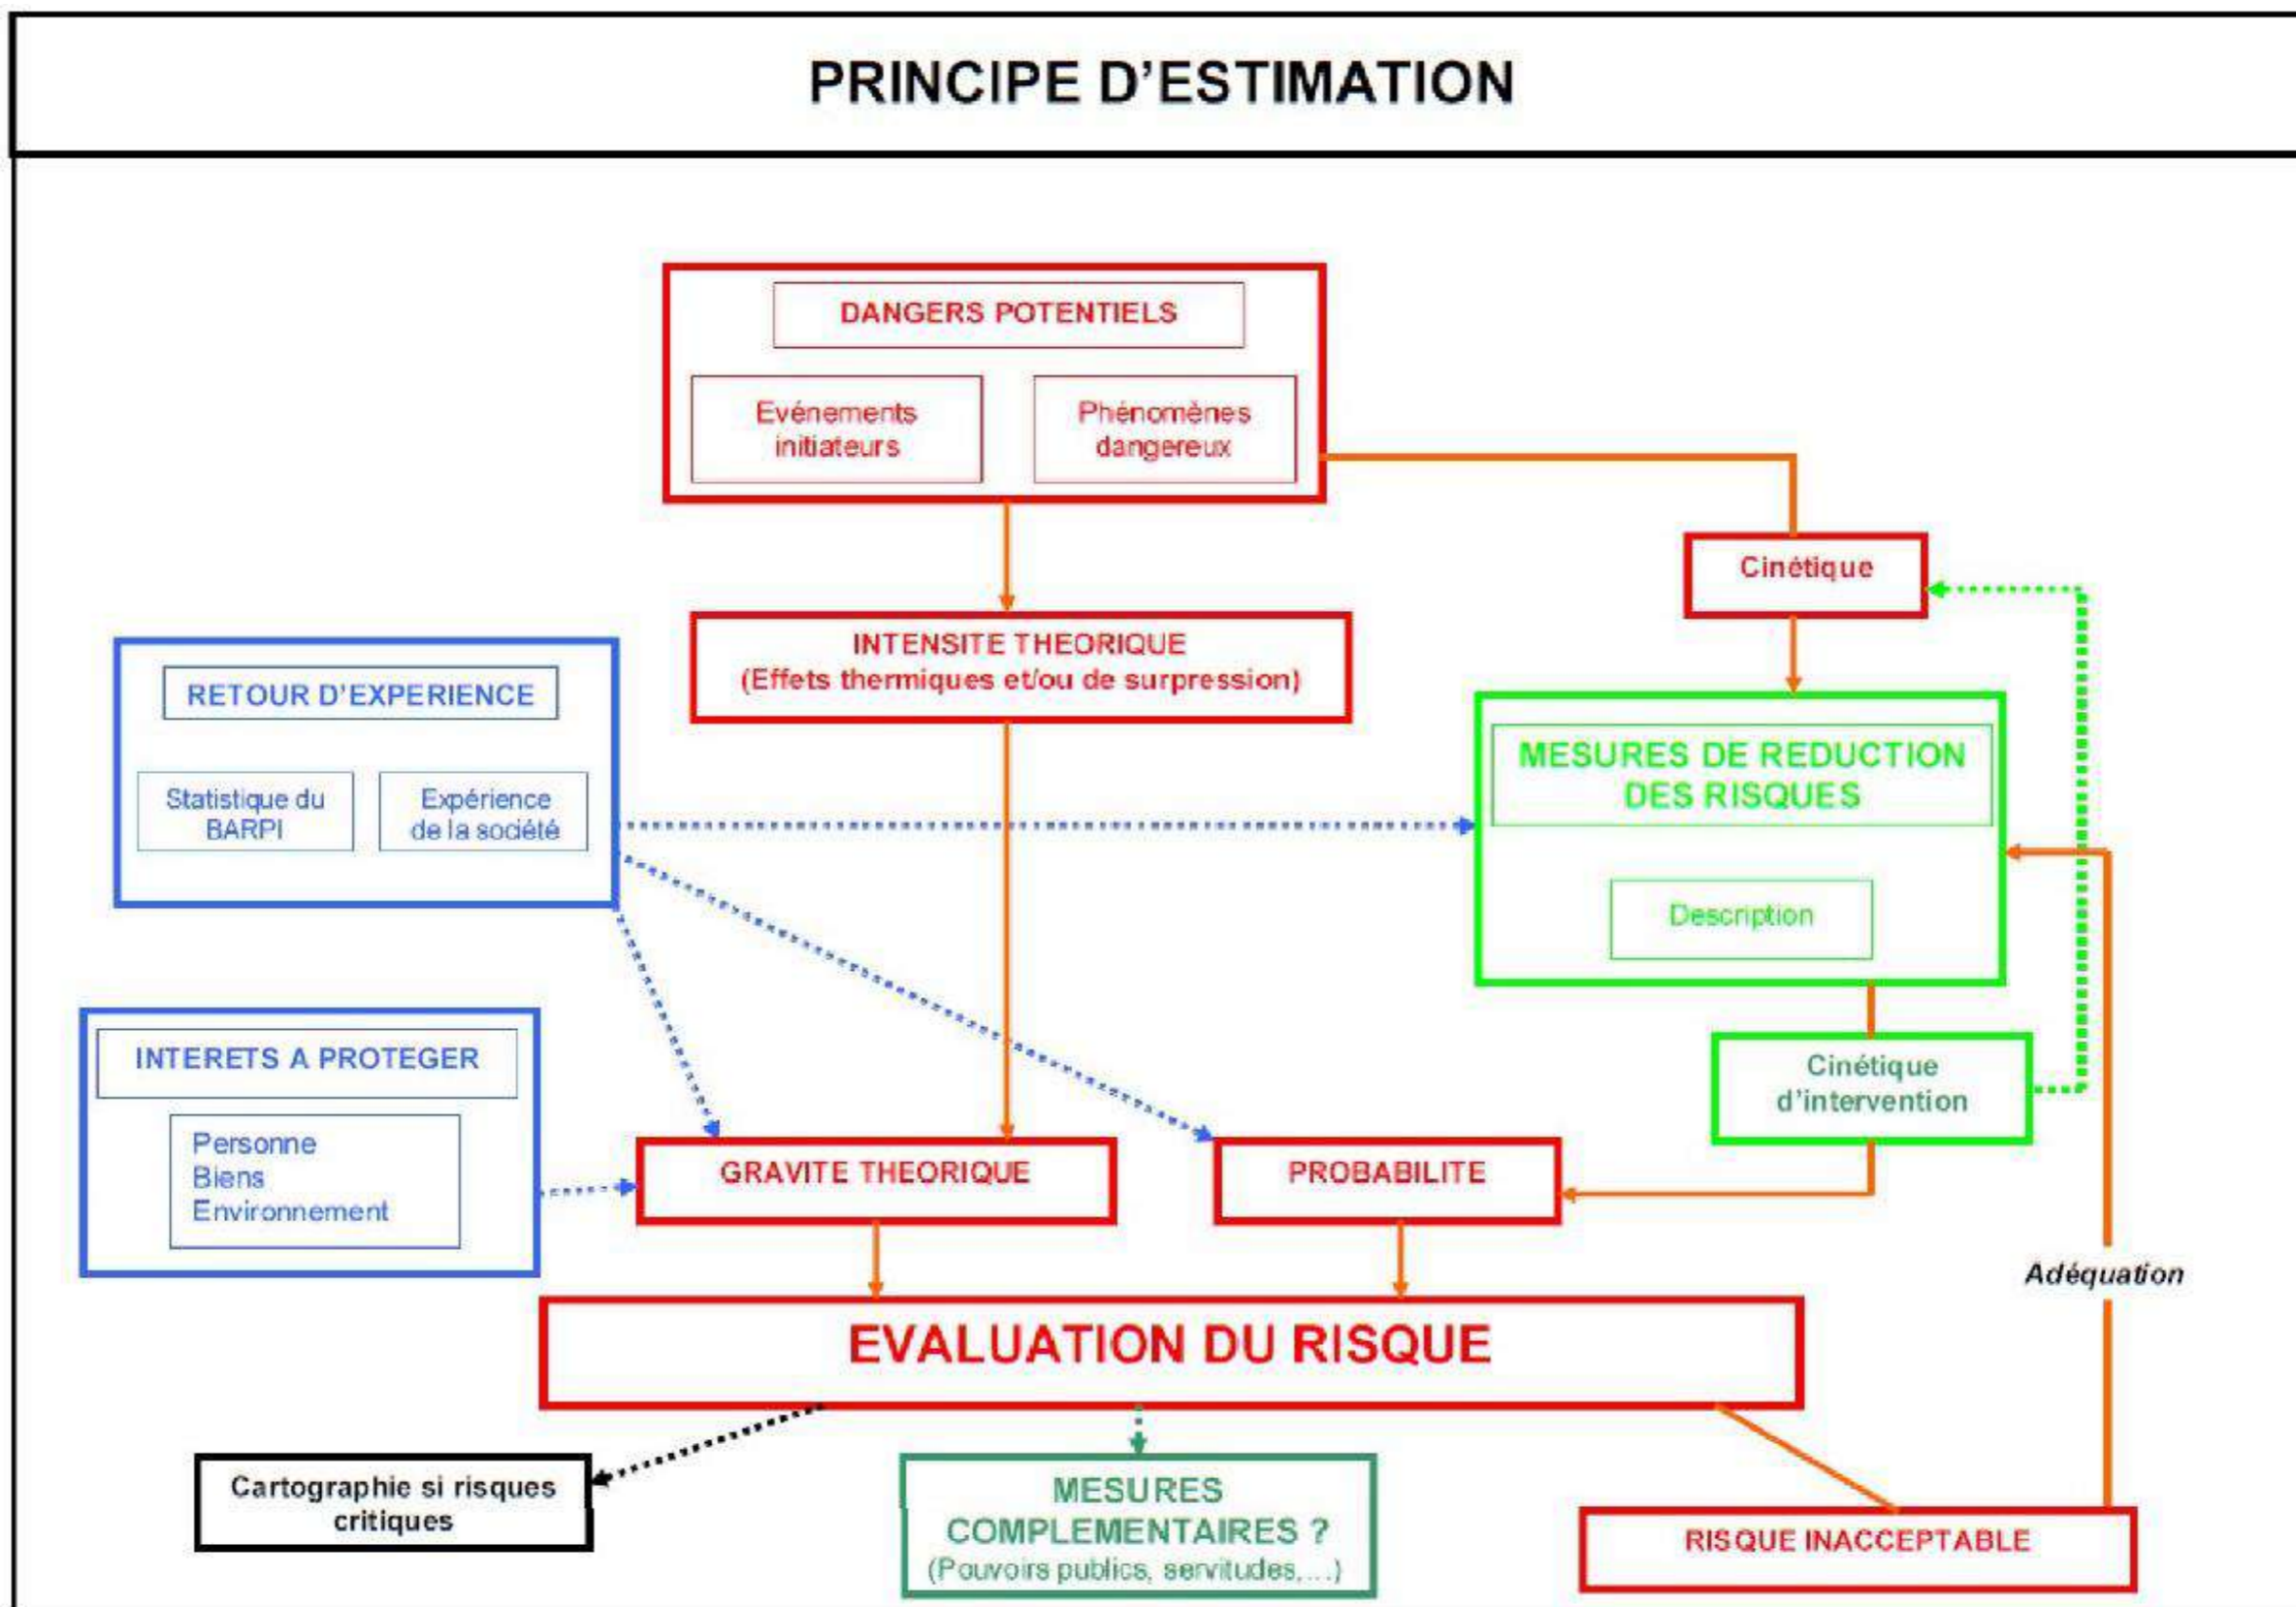 PRINCIPE D'ESTIMATION
DANGERS POTENTIELS
Evénements
initiateurs
Phénomènes
dangereux
Cinétique
INTENSITE THEORIQUE
(Effets thermiques et/ou de surpression)
RETOUR D'EXPERIENCE
Statistique du
BARPI
Expérience
de la société
MESURES DE REDUCTION
DES RISQUES
Description
INTERETS A PROTEGER
Personne
Biens
Environnement
Cinétique
d'intervention
GRAVITE THEORIQUE
PROBABILITE
Adéquation
EVALUATION DU RISQUE
Cartographie si risques
critiques
MESURES
COMPLEMENTAIRES ?
(Pouvoirs publics, servitudes,...)
RISQUE INACCEPTABLE